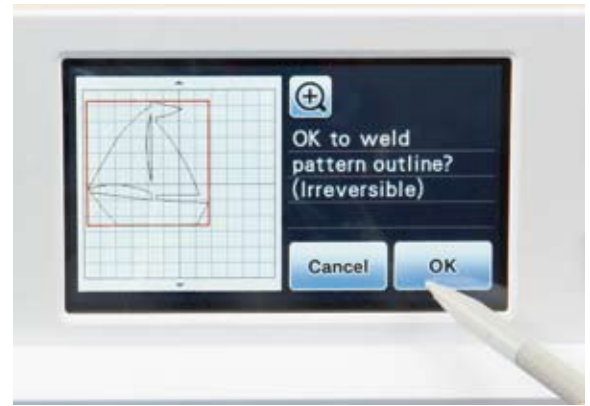 OK to weld
pattern outline?
(Irreversible)
Cancel
OK